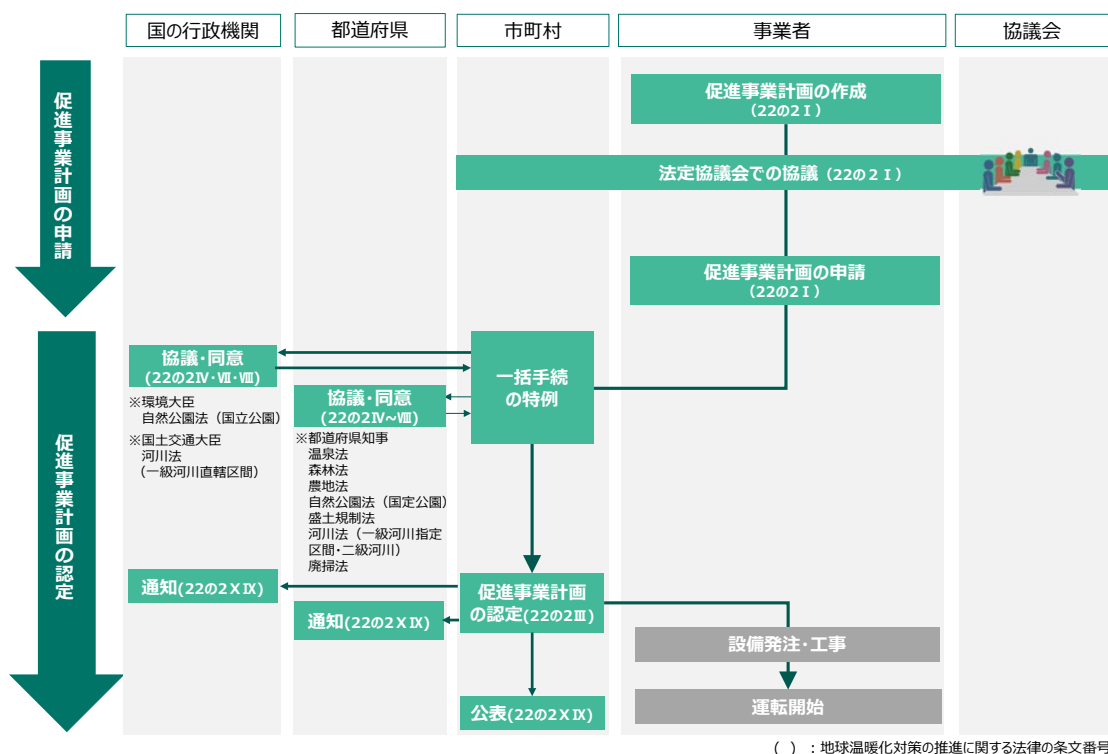 国の行政機関
都道府県
市町村
事業者
協議会
促進事業計画の申請
促進事業計画の作成
(22の2Ⅰ)
法定協議会での協議 (22の2Ⅰ)
促進事業計画の申請
(22の2Ⅰ)
促進事業計画の認定
協議・同意
(22の2Ⅳ・Ⅶ・Ⅷ)
※環境大臣
自然公園法(国立公園)
※国土交通大臣
河川法
(一級河川直轄区間)
協議・同意
(22の2Ⅳ~Ⅷ)
※都道府県知事
温泉法
森林法
農地法
自然公園法(国定公園)
盛土規制法
河川法(一級河川指定
区間・二級河川)
廃掃法
一括手続
の特例
通知(22の2ⅩⅨ)
通知(22の2ⅩⅨ)
促進事業計画
の認定(22の2Ⅲ)
公表(22の2ⅩⅨ)
設備発注・工事
運転開始
( ):地球温暖化対策の推進に関する法律の条文番号